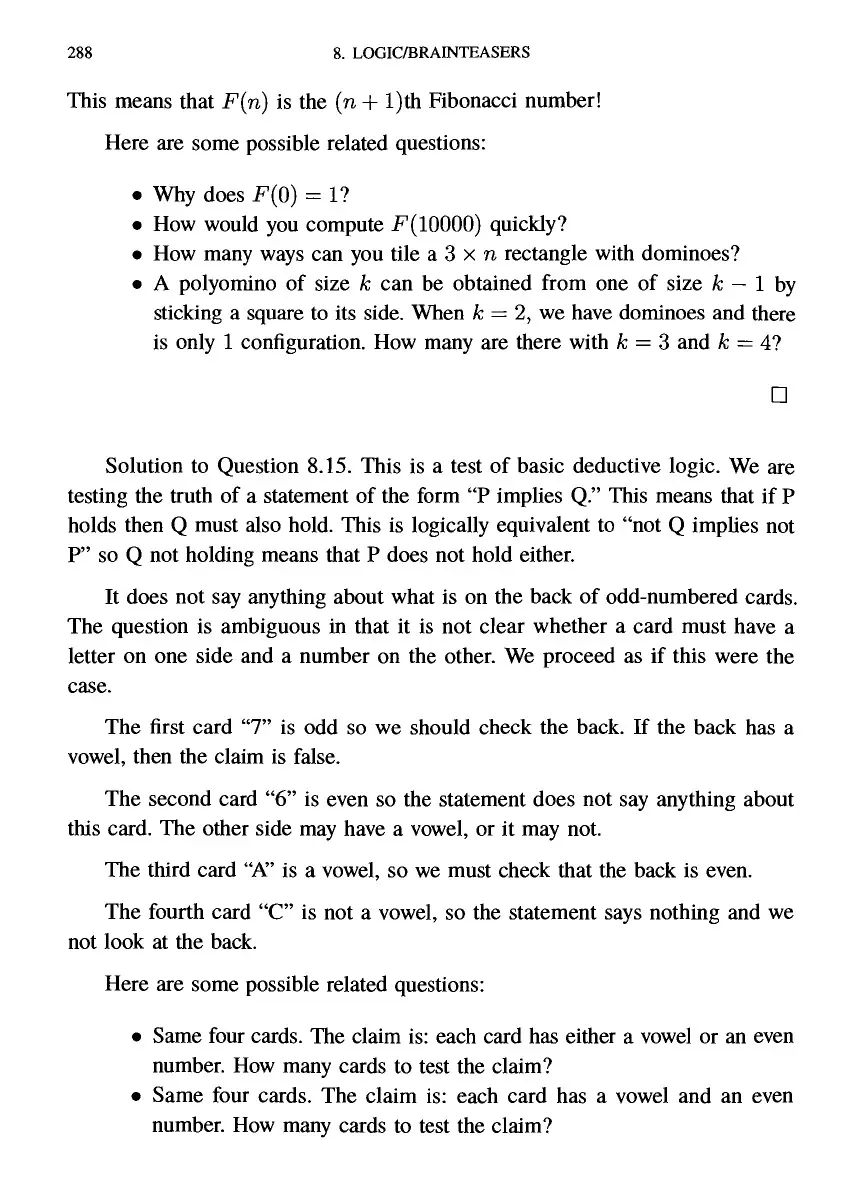 288 8. LOGIC/BRAINTEASERS
This means that F(n) is the (n + 1)th Fibonacci number!
Here are some possible related questions:
• Why does F(0) = 1?
• How would you compute F(10000) quickly?
• How many ways can you tile a 3 × n rectangle with dominoes?
• A polyomino of size k can be obtained from one of size k − 1 by
sticking a square to its side. When k = 2, we have dominoes and there
is only 1 configuration. How many are there with k = 3 and k = 4?
□
Solution to Question 8.15. This is a test of basic deductive logic. We are
testing the truth of a statement of the form “P implies Q.” This means that if P
holds then Q must also hold. This is logically equivalent to “not Q implies not
P” so Q not holding means that P does not hold either.
It does not say anything about what is on the back of odd-numbered cards.
The question is ambiguous in that it is not clear whether a card must have a
letter on one side and a number on the other. We proceed as if this were the
case.
The first card “7” is odd so we should check the back. If the back has a
vowel, then the claim is false.
The second card “6” is even so the statement does not say anything about
this card. The other side may have a vowel, or it may not.
The third card “A” is a vowel, so we must check that the back is even.
The fourth card “C” is not a vowel, so the statement says nothing and we
not look at the back.
Here are some possible related questions:
• Same four cards. The claim is: each card has either a vowel or an even
number. How many cards to test the claim?
• Same four cards. The claim is: each card has a vowel and an even
number. How many cards to test the claim?